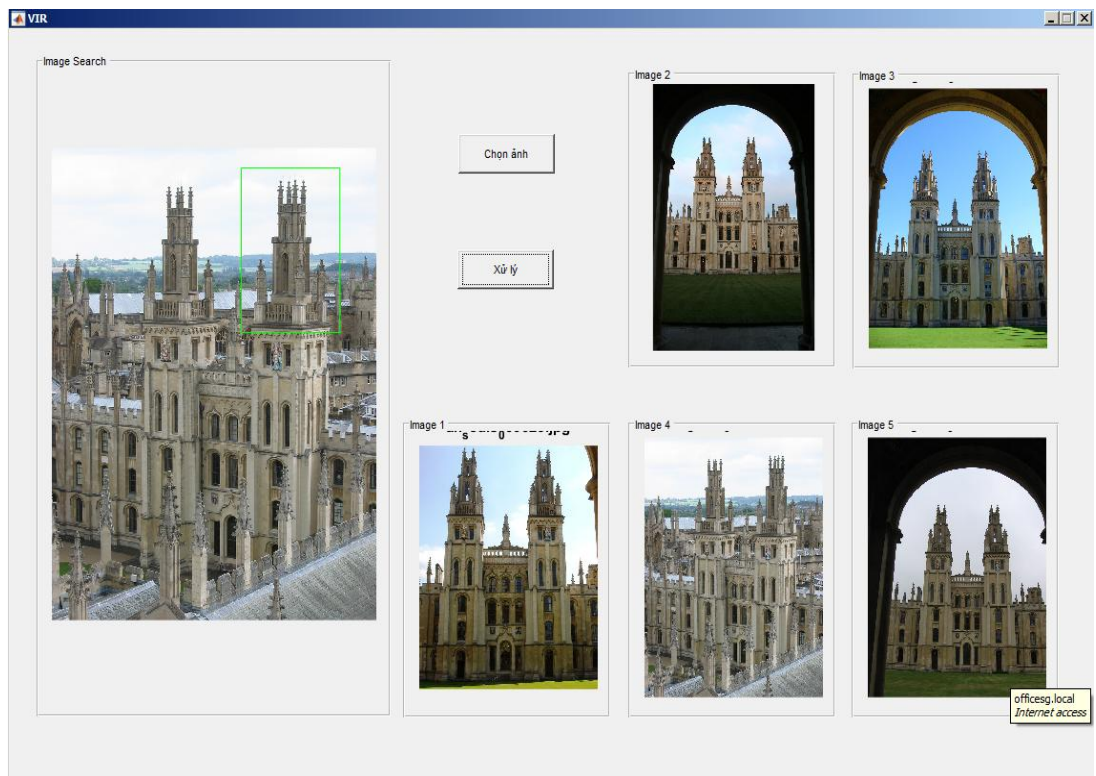 VIR
Image Search
Chọn ảnh
Xử lý
Image 2
Image 3
Image 1
Image 4
Image 5
officesg.local
Internet access